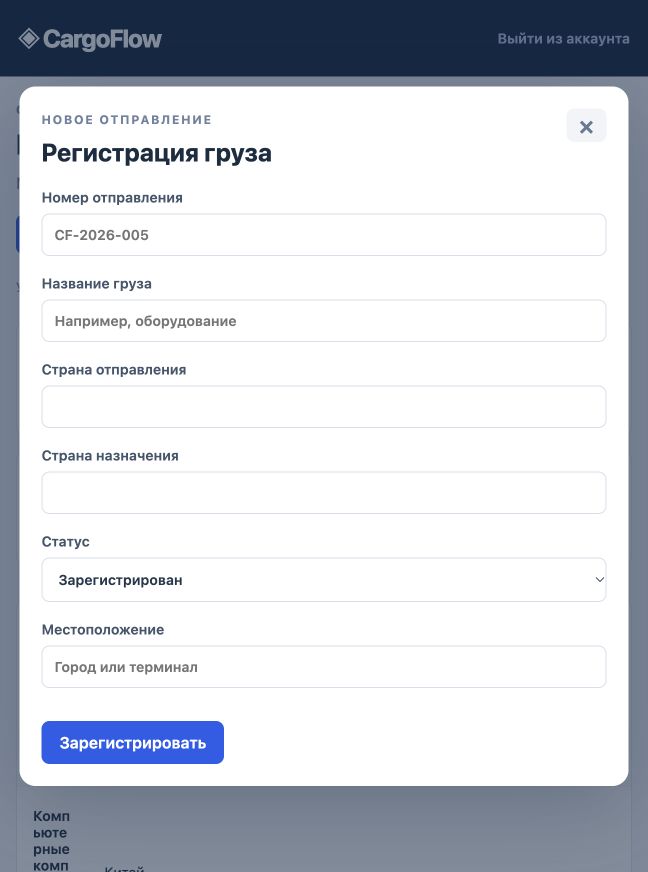 CargoFlow
Выйти из аккаунта
НОВОЕ ОТПРАВЛЕНИЕ
Регистрация груза
Номер отправления
CF-2026-005
Название груза
Например, оборудование
Страна отправления
Страна назначения
Статус
Зарегистрирован
Местоположение
Город или терминал
Зарегистрировать
Комп
ьюте
рные
комп
Китай